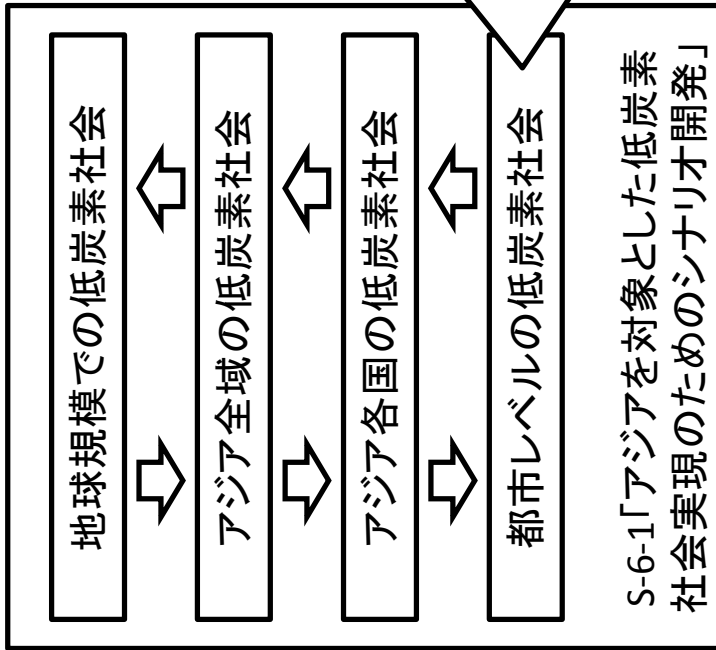 地球規模での低炭素社会
アジア全域の低炭素社会
アジア各国の低炭素社会
都市レベルの低炭素社会
S-6-1「アジアを対象とした低炭素
社会実現のためのシナリオ開発」